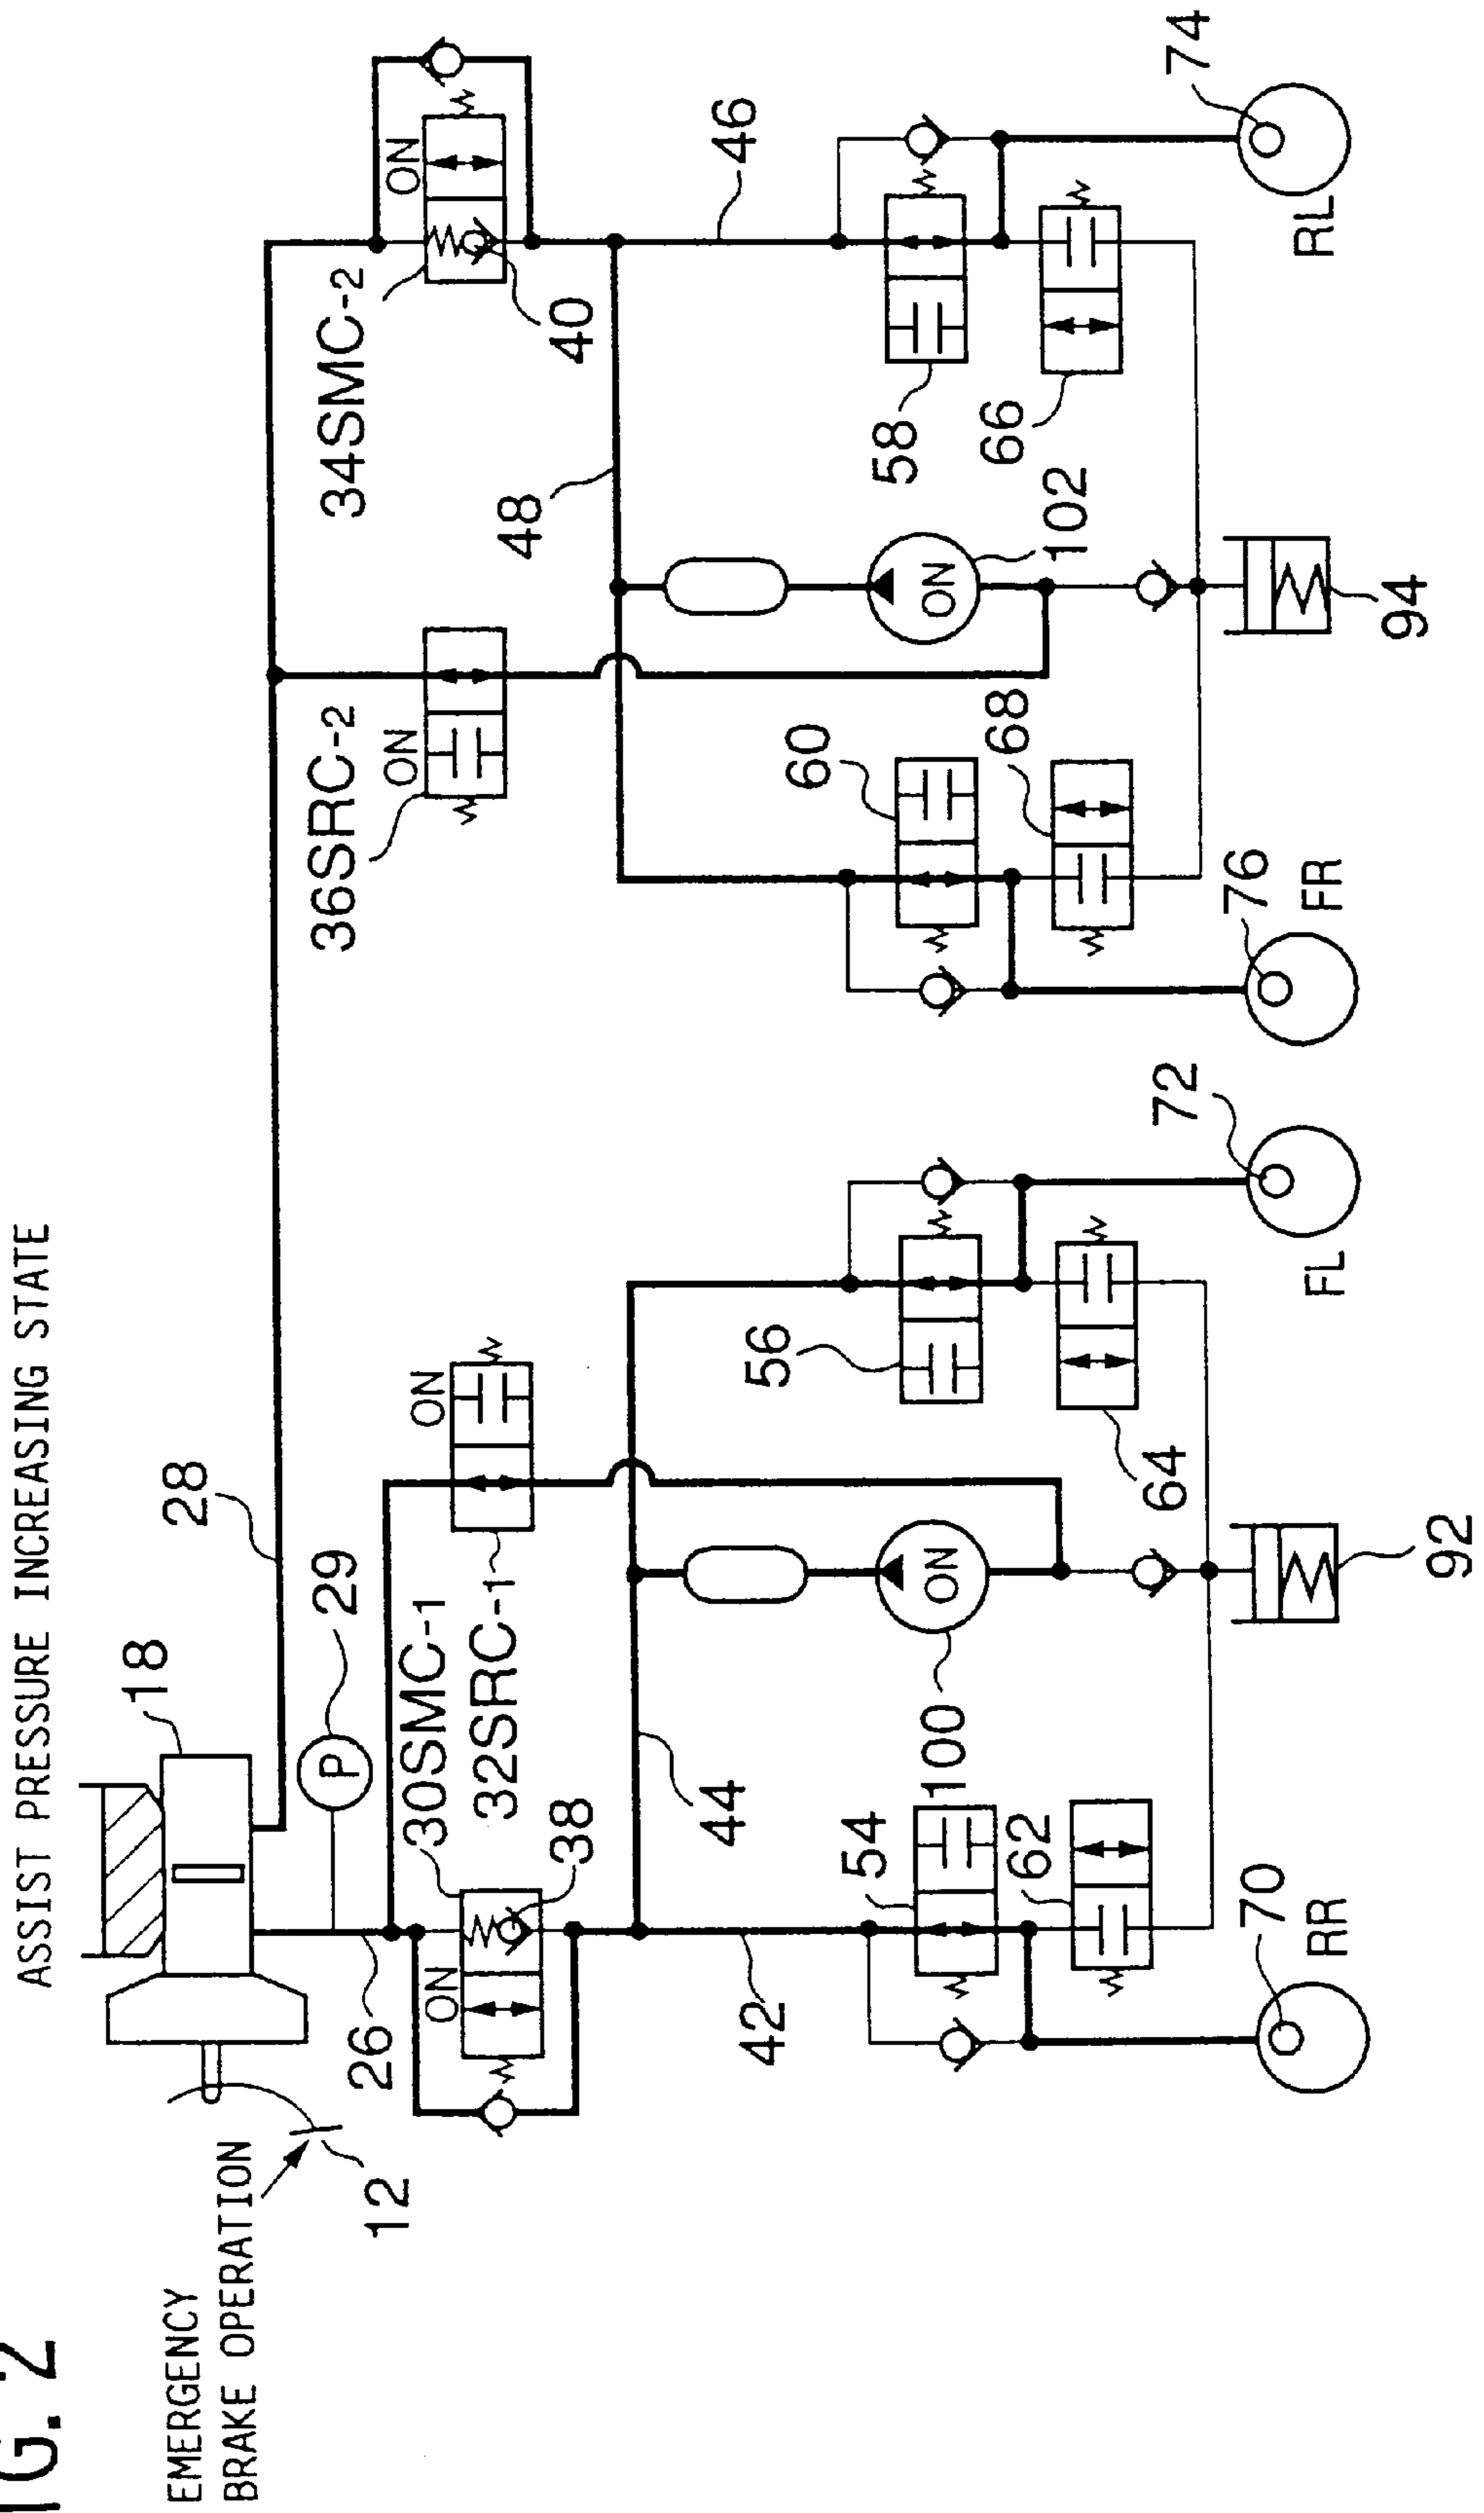 FIG. 2
ASSIST PRESSURE INCREASING STATE
EMERGENCY
BRAKE OPERATION
12
18
28
29
P
26
30SMC-1
ON
32SRC-1
ON
38
36SRC-2
ON
34SMC-2
ON
40
42
44
48
46
54
100
ON
56
60
102
ON
58
62
64
68
66
70
RR
92
72
FL
76
FR
94
74
RL